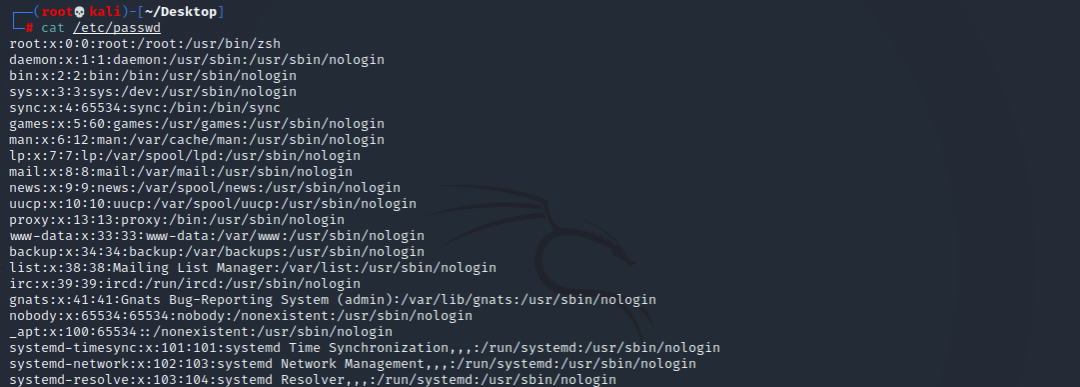 ┌──(root💀kali)-[~/Desktop]
└─# cat /etc/passwd
root:x:0:0:root:/root:/usr/bin/zsh
daemon:x:1:1:daemon:/usr/sbin:/usr/sbin/nologin
bin:x:2:2:bin:/bin:/usr/sbin/nologin
sys:x:3:3:sys:/dev:/usr/sbin/nologin
sync:x:4:65534:sync:/bin:/bin/sync
games:x:5:60:games:/usr/games:/usr/sbin/nologin
man:x:6:12:man:/var/cache/man:/usr/sbin/nologin
lp:x:7:7:lp:/var/spool/lpd:/usr/sbin/nologin
mail:x:8:8:mail:/var/mail:/usr/sbin/nologin
news:x:9:9:news:/var/spool/news:/usr/sbin/nologin
uucp:x:10:10:uucp:/var/spool/uucp:/usr/sbin/nologin
proxy:x:13:13:proxy:/bin:/usr/sbin/nologin
www-data:x:33:33:www-data:/var/www:/usr/sbin/nologin
backup:x:34:34:backup:/var/backups:/usr/sbin/nologin
list:x:38:38:Mailing List Manager:/var/list:/usr/sbin/nologin
irc:x:39:39:ircd:/run/ircd:/usr/sbin/nologin
gnats:x:41:41:Gnats Bug-Reporting System (admin):/var/lib/gnats:/usr/sbin/nologin
nobody:x:65534:65534:nobody:/nonexistent:/usr/sbin/nologin
_apt:x:100:65534::/nonexistent:/usr/sbin/nologin
systemd-timesync:x:101:101:systemd Time Synchronization,,,:/run/systemd:/usr/sbin/nologin
systemd-network:x:102:103:systemd Network Management,,,:/run/systemd:/usr/sbin/nologin
systemd-resolve:x:103:104:systemd Resolver,,,:/run/systemd:/usr/sbin/nologin